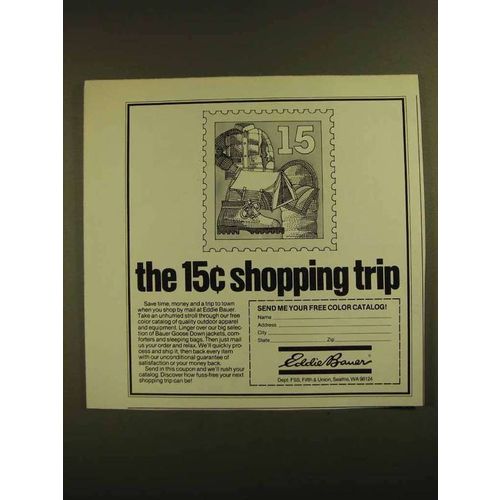 15
the 15¢ shopping trip
Save time, money and a trip to town
when you shop by mail at Eddie Bauer.
Take an unhurried stroll through our free
color catalog of quality outdoor apparel
and equipment. Linger over our big selec-
tion of Bauer Goose Down jackets, com-
forters and sleeping bags. Then just mail
us your order and relax. We'll quickly pro-
cess and ship it, then back every item
with our unconditional guarantee of
satisfaction or your money back.
Send in this coupon and we'll rush your
catalog. Discover how fuss-free your next
shopping trip can be!
SEND ME YOUR FREE COLOR CATALOG!
Name
Address
City
State Zip
Eddie Bauer
Dept. FSS, Fifth & Union, Seattle, WA 98124